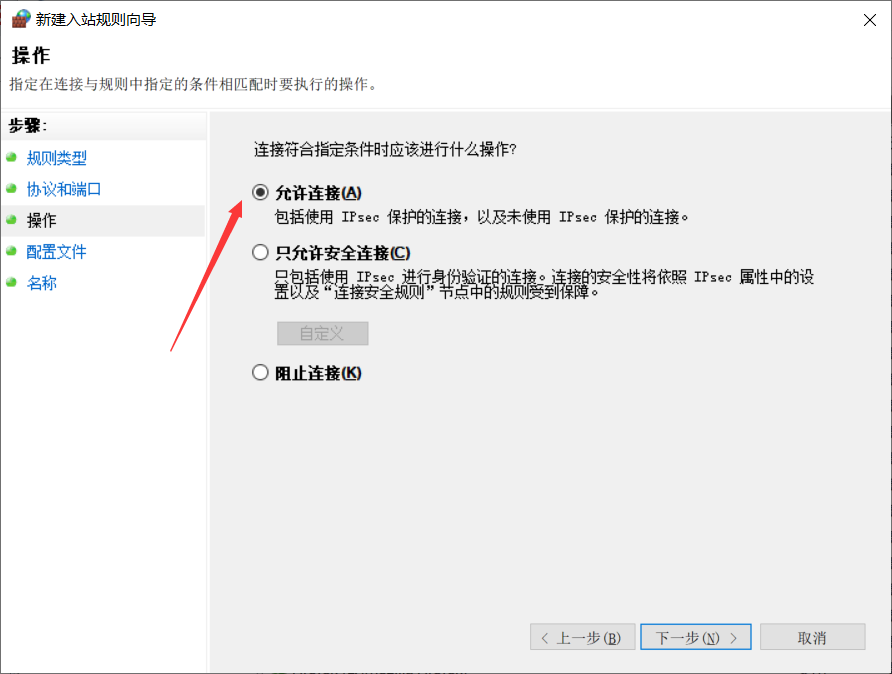 新建入站规则向导
操作
指定在连接与规则中指定的条件相匹配时要执行的操作。
步骤:
规则类型
协议和端口
操作
配置文件
名称
连接符合指定条件时应该进行什么操作?
允许连接(A)
包括使用 IPsec 保护的连接，以及未使用 IPsec 保护的连接。
只允许安全连接(C)
只包括使用 IPsec 进行身份验证的连接。连接的安全性将依照 IPsec 属性中的设
置以及“连接安全规则”节点中的规则受到保障。
自定义
阻止连接(K)
< 上一步(B)
下一步(N) >
取消